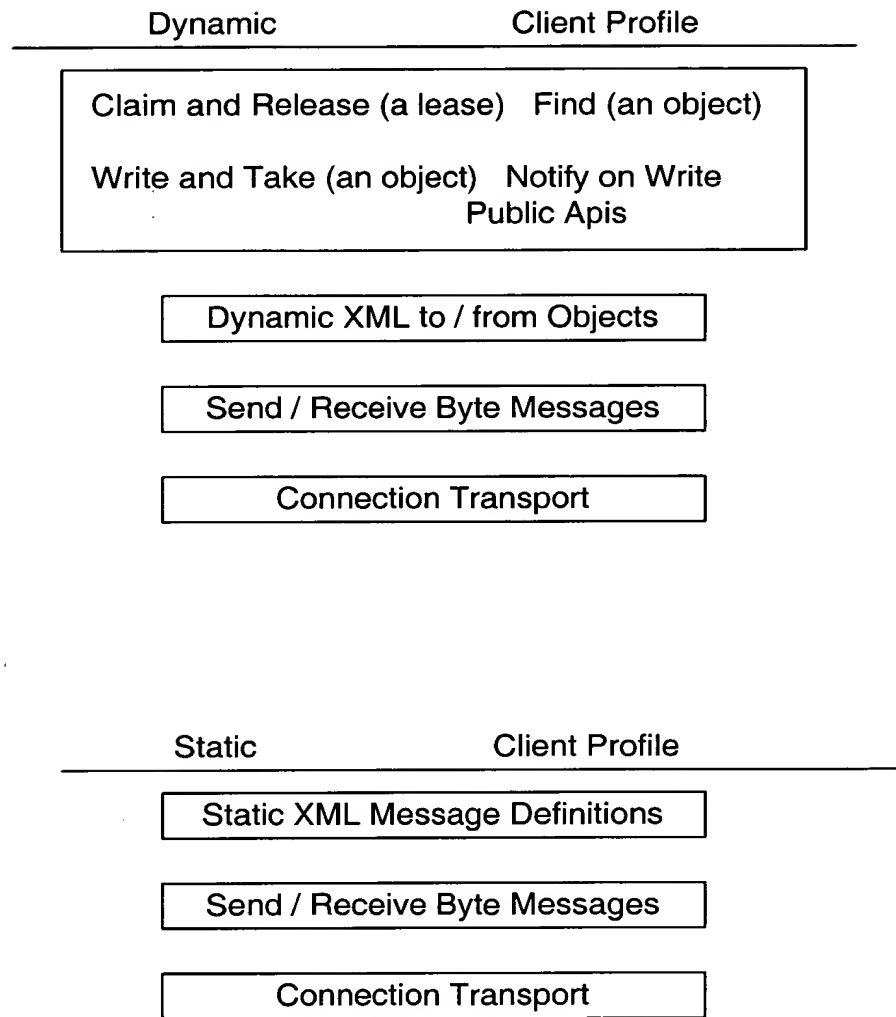 Dynamic Client Profile
Claim and Release (a lease) Find (an object)
Write and Take (an object) Notify on Write
Public Apis
Dynamic XML to / from Objects
Send / Receive Byte Messages
Connection Transport
Static Client Profile
Static XML Message Definitions
Send / Receive Byte Messages
Connection Transport